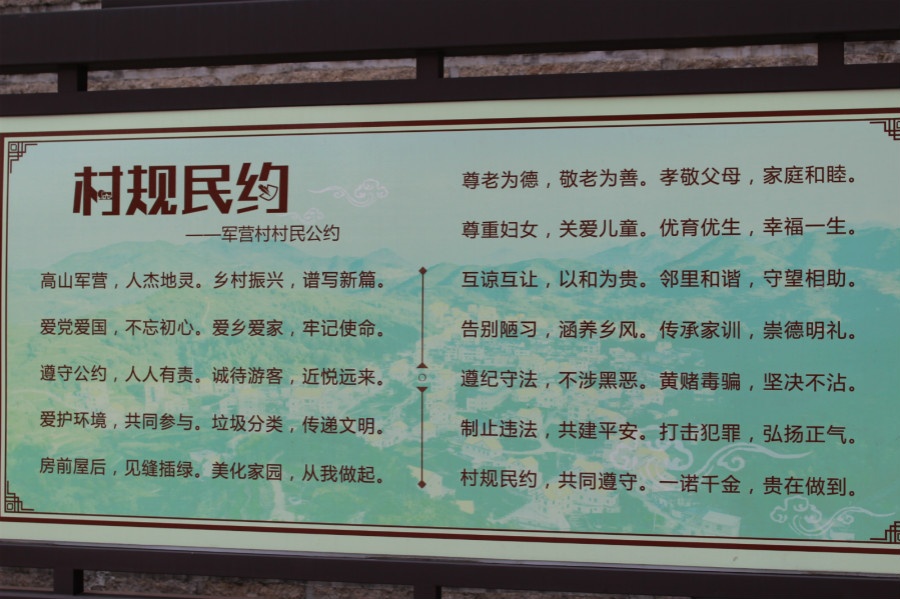 村规民约
——军营村村民公约
高山军营，人杰地灵。乡村振兴，谱写新篇。
爱党爱国，不忘初心。爱乡爱家，牢记使命。
遵守公约，人人有责。诚待游客，近悦远来。
爱护环境，共同参与。垃圾分类，传递文明。
房前屋后，见缝插绿。美化家园，从我做起。
尊老为德，敬老为善。孝敬父母，家庭和睦。
尊重妇女，关爱儿童。优育优生，幸福一生。
互谅互让，以和为贵。邻里和谐，守望相助。
告别陋习，涵养乡风。传承家训，崇德明礼。
遵纪守法，不涉黑恶。黄赌毒骗，坚决不沾。
制止违法，共建平安。打击犯罪，弘扬正气。
村规民约，共同遵守。一诺千金，贵在做到。